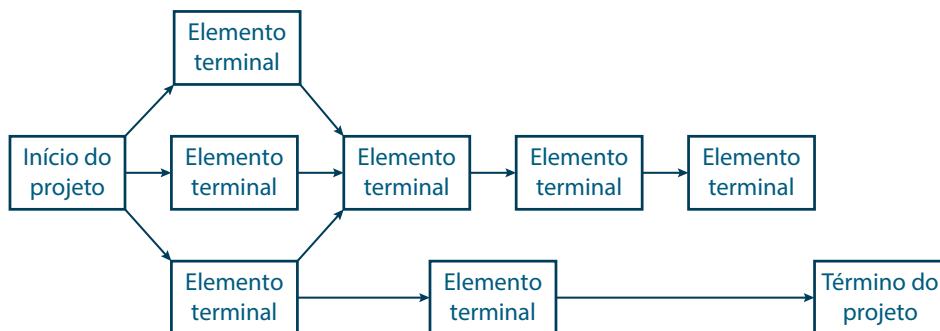 Elemento
terminal
Início do
projeto
Elemento
terminal
Elemento
terminal
Elemento
terminal
Elemento
terminal
Elemento
terminal
Elemento
terminal
Término do
projeto